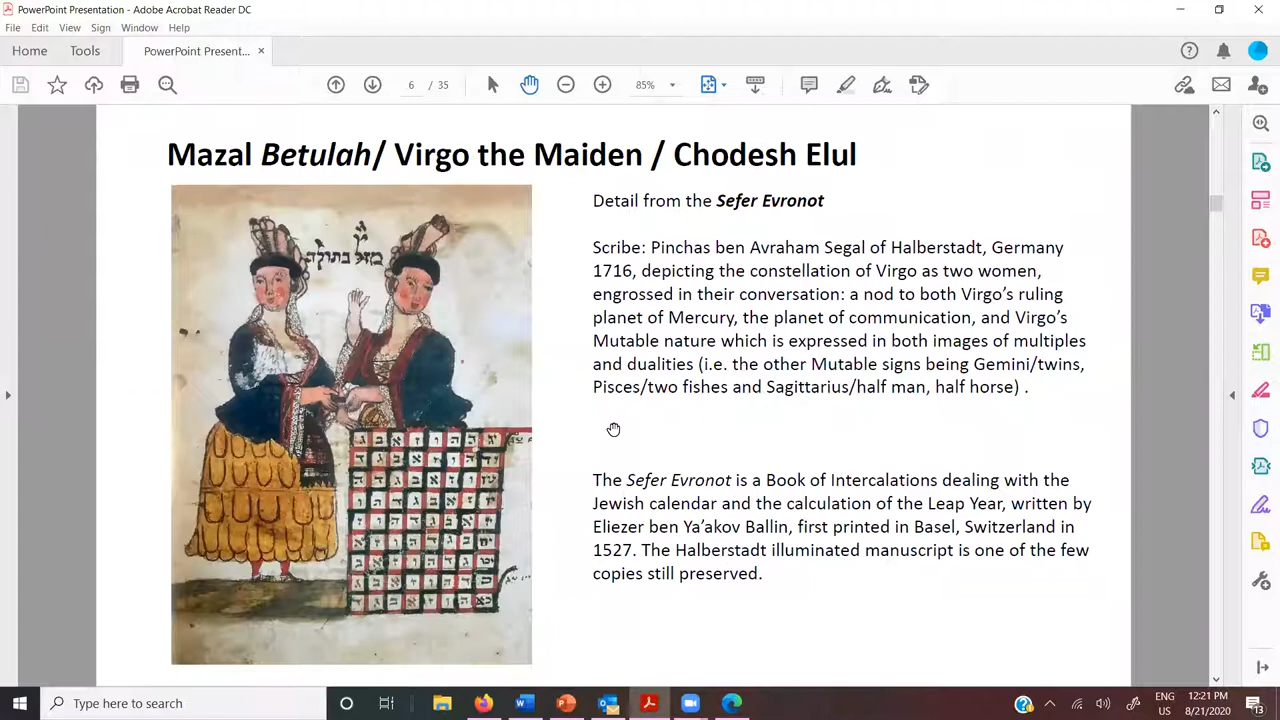 PowerPoint Presentation - Adobe Acrobat Reader DC
File Edit View Sign Window Help
Home Tools PowerPoint Present... ×
6 / 35 85%
Mazal Betulah/ Virgo the Maiden / Chodesh Elul
מזל בתולה
Detail from the Sefer Evronot
Scribe: Pinchas ben Avraham Segal of Halberstadt, Germany
1716, depicting the constellation of Virgo as two women,
engrossed in their conversation: a nod to both Virgo’s ruling
planet of Mercury, the planet of communication, and Virgo’s
Mutable nature which is expressed in both images of multiples
and dualities (i.e. the other Mutable signs being Gemini/twins,
Pisces/two fishes and Sagittarius/half man, half horse) .
The Sefer Evronot is a Book of Intercalations dealing with the
Jewish calendar and the calculation of the Leap Year, written by
Eliezer ben Ya’akov Ballin, first printed in Basel, Switzerland in
1527. The Halberstadt illuminated manuscript is one of the few
copies still preserved.
Type here to search
ENG
US
12:21 PM
8/21/2020
13